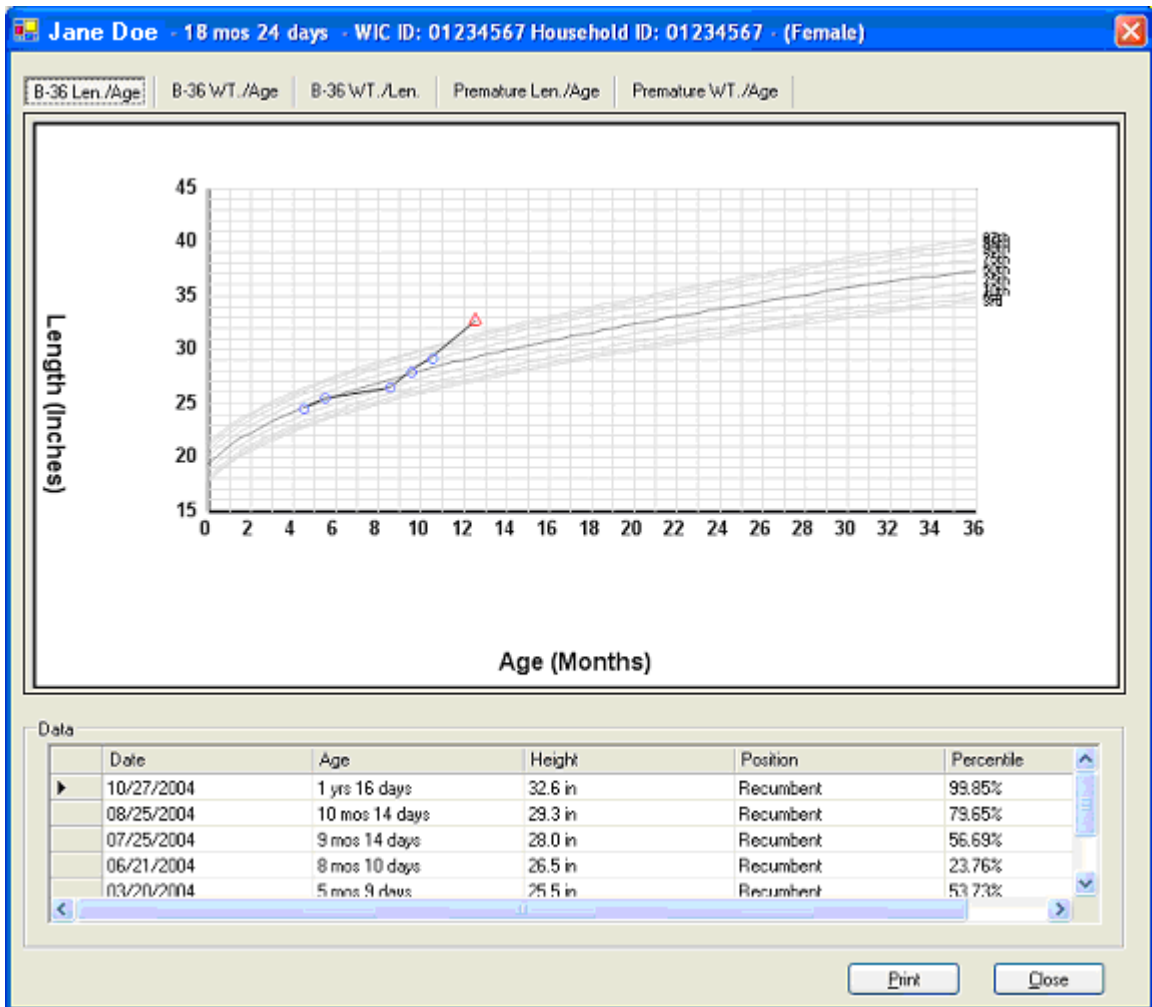 Jane Doe - 18 mos 24 days - WIC ID: 01234567 Household ID: 01234567 - (Female)
B-36 Len./Age B-36 WT./Age B-36 WT./Len. Premature Len./Age Premature WT./Age
45
40
35
30
25
20
15
Length (Inches)
75th
3rd
0 2 4 6 8 10 12 14 16 18 20 22 24 26 28 30 32 34 36
Age (Months)
Data
Date Age Height Position Percentile
10/27/2004 1 yrs 16 days 32.6 in Recumbent 99.85%
08/25/2004 10 mos 14 days 29.3 in Recumbent 79.65%
07/25/2004 9 mos 14 days 28.0 in Recumbent 56.69%
06/21/2004 8 mos 10 days 26.5 in Recumbent 23.76%
03/20/2004 5 mos 9 days 25.5 in Recumbent 53.73%
Print Close